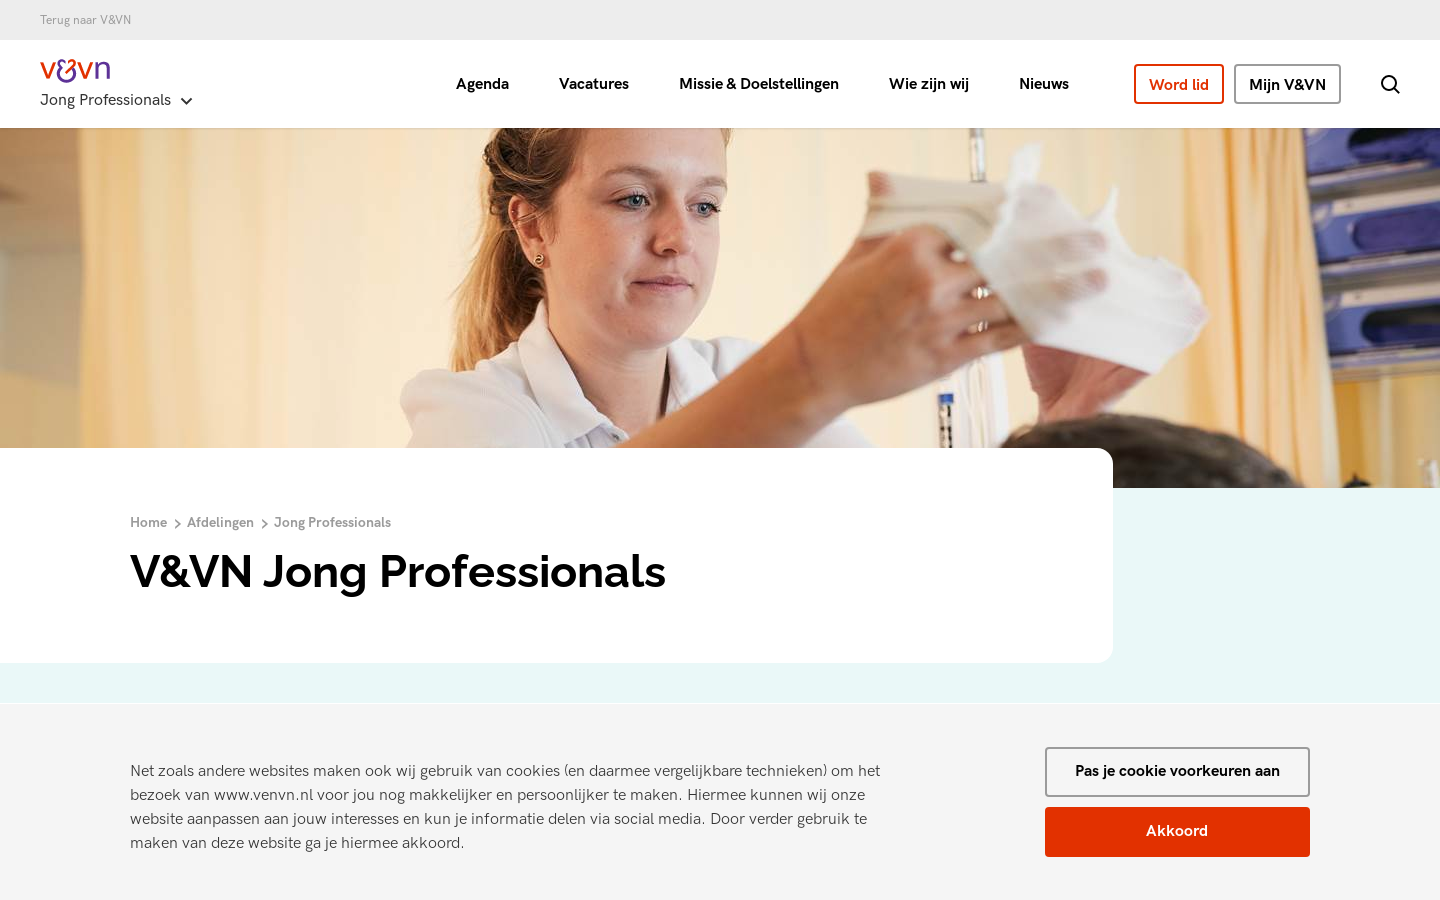 Terug naar V&VN
v&vn
Jong Professionals
Agenda
Vacatures
Missie & Doelstellingen
Wie zijn wij
Nieuws
Word lid
Mijn V&VN
Home
Afdelingen
Jong Professionals
V&VN Jong Professionals
Net zoals andere websites maken ook wij gebruik van cookies (en daarmee vergelijkbare technieken) om het
bezoek van www.venvn.nl voor jou nog makkelijker en persoonlijker te maken. Hiermee kunnen wij onze
website aanpassen aan jouw interesses en kun je informatie delen via social media. Door verder gebruik te
maken van deze website ga je hiermee akkoord.
Pas je cookie voorkeuren aan
Akkoord